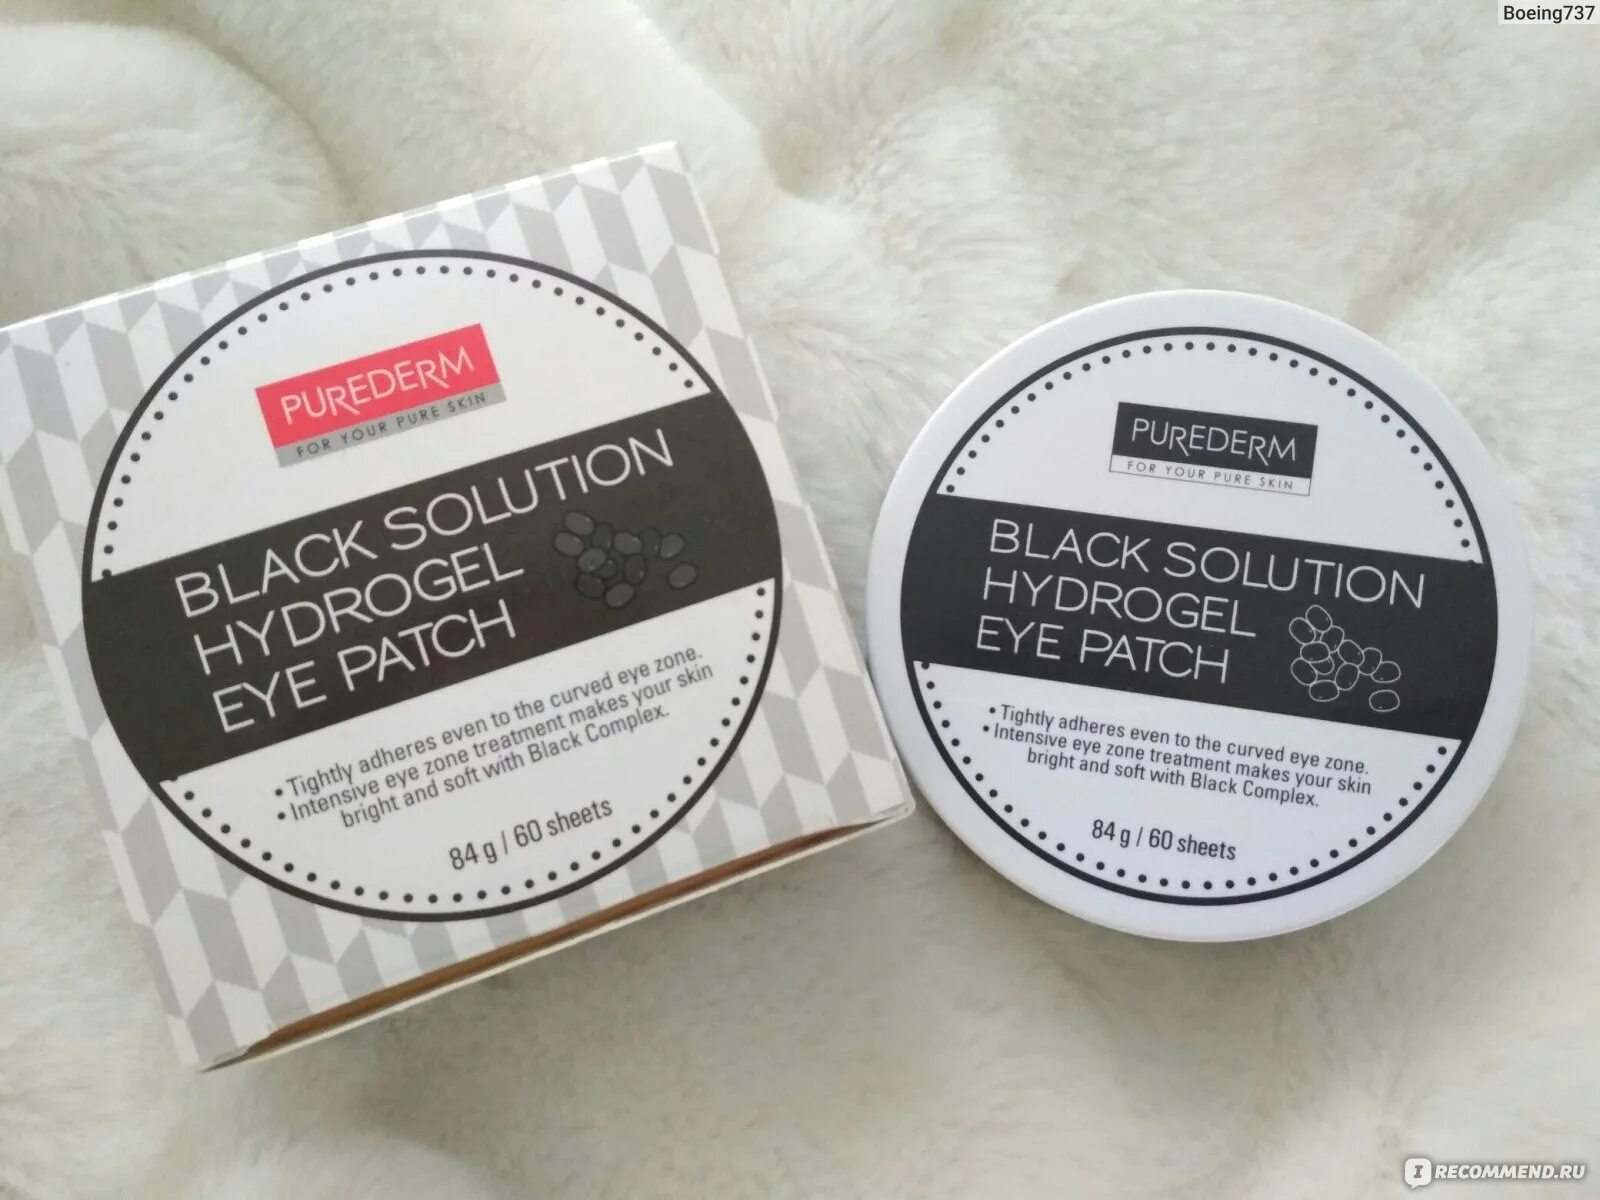 Boeing737
PUREDERM
FOR YOUR PURE SKIN
BLACK SOLUTION
HYDROGEL
EYE PATCH
• Tightly adheres even to the curved eye zone.
• Intensive eye zone treatment makes your skin
bright and soft with Black Complex.
84 g / 60 sheets
PUREDERM
FOR YOUR PURE SKIN
BLACK SOLUTION
HYDROGEL
EYE PATCH
• Tightly adheres even to the curved eye zone.
• Intensive eye zone treatment makes your skin
bright and soft with Black Complex.
84 g / 60 sheets
I RECOMMEND.RU